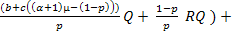 (b+c((α+1)μ−(1−p)))/p Q + (1−p)/p RQ ) +